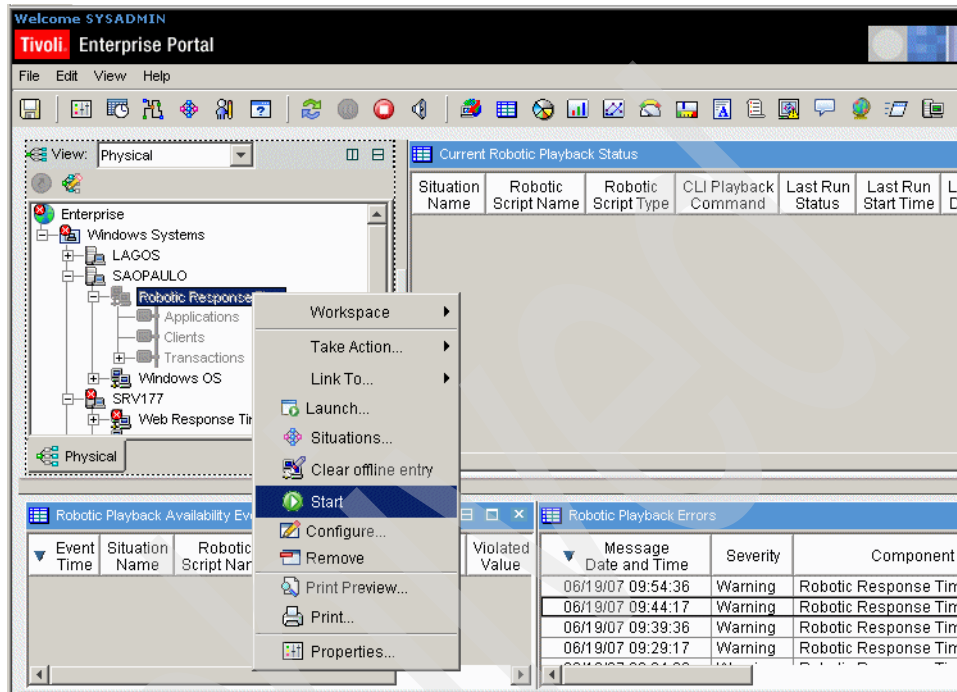 Welcome SYSADMIN
Tivoli. Enterprise Portal
File Edit View Help
View: Physical
Enterprise
Windows Systems
LAGOS
SAOPAULO
Robotic Response
Applications
Clients
Transactions
Windows OS
SRV177
Web Response
Physical
Current Robotic Playback Status
Situation Name
Robotic Script Name
Robotic Script Type
CLI Playback Command
Last Run Status
Last Run Start Time
Workspace
Take Action...
Link To...
Launch...
Situations...
Clear offline entry
Start
Configure...
Remove
Print Preview...
Print...
Properties...
Robotic Playback Availability
Event Time
Situation Name
Robotic Script
Violated Value
Robotic Playback Errors
Message Date and Time
Severity
Component
06/19/07 09:54:36 Warning Robotic Response Tim
06/19/07 09:44:17 Warning Robotic Response Tim
06/19/07 09:39:36 Warning Robotic Response Tim
06/19/07 09:29:17 Warning Robotic Response Tim